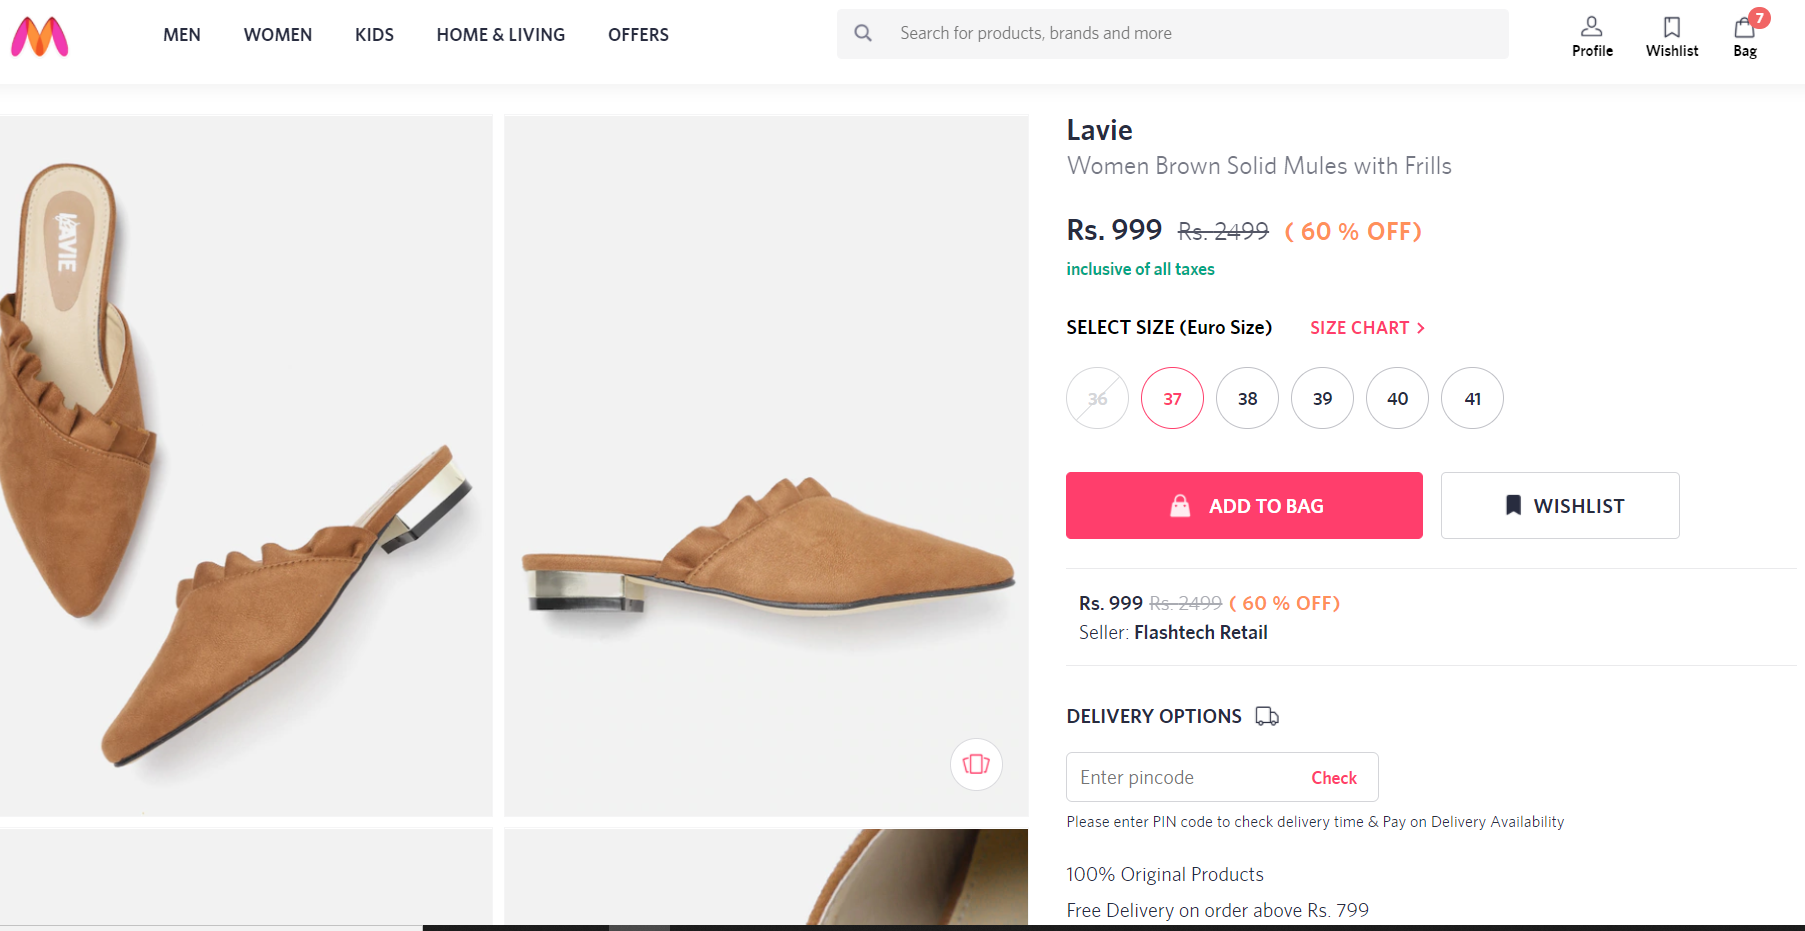 MEN WOMEN KIDS HOME & LIVING OFFERS
Search for products, brands and more
Profile Wishlist Bag 7
LAVIE
Lavie
Women Brown Solid Mules with Frills
Rs. 999 Rs. 2499 ( 60 % OFF)
inclusive of all taxes
SELECT SIZE (Euro Size) SIZE CHART >
36 37 38 39 40 41
ADD TO BAG WISHLIST
Rs. 999 Rs. 2499 ( 60 % OFF)
Seller: Flashtech Retail
DELIVERY OPTIONS
Enter pincode Check
Please enter PIN code to check delivery time & Pay on Delivery Availability
100% Original Products
Free Delivery on order above Rs. 799